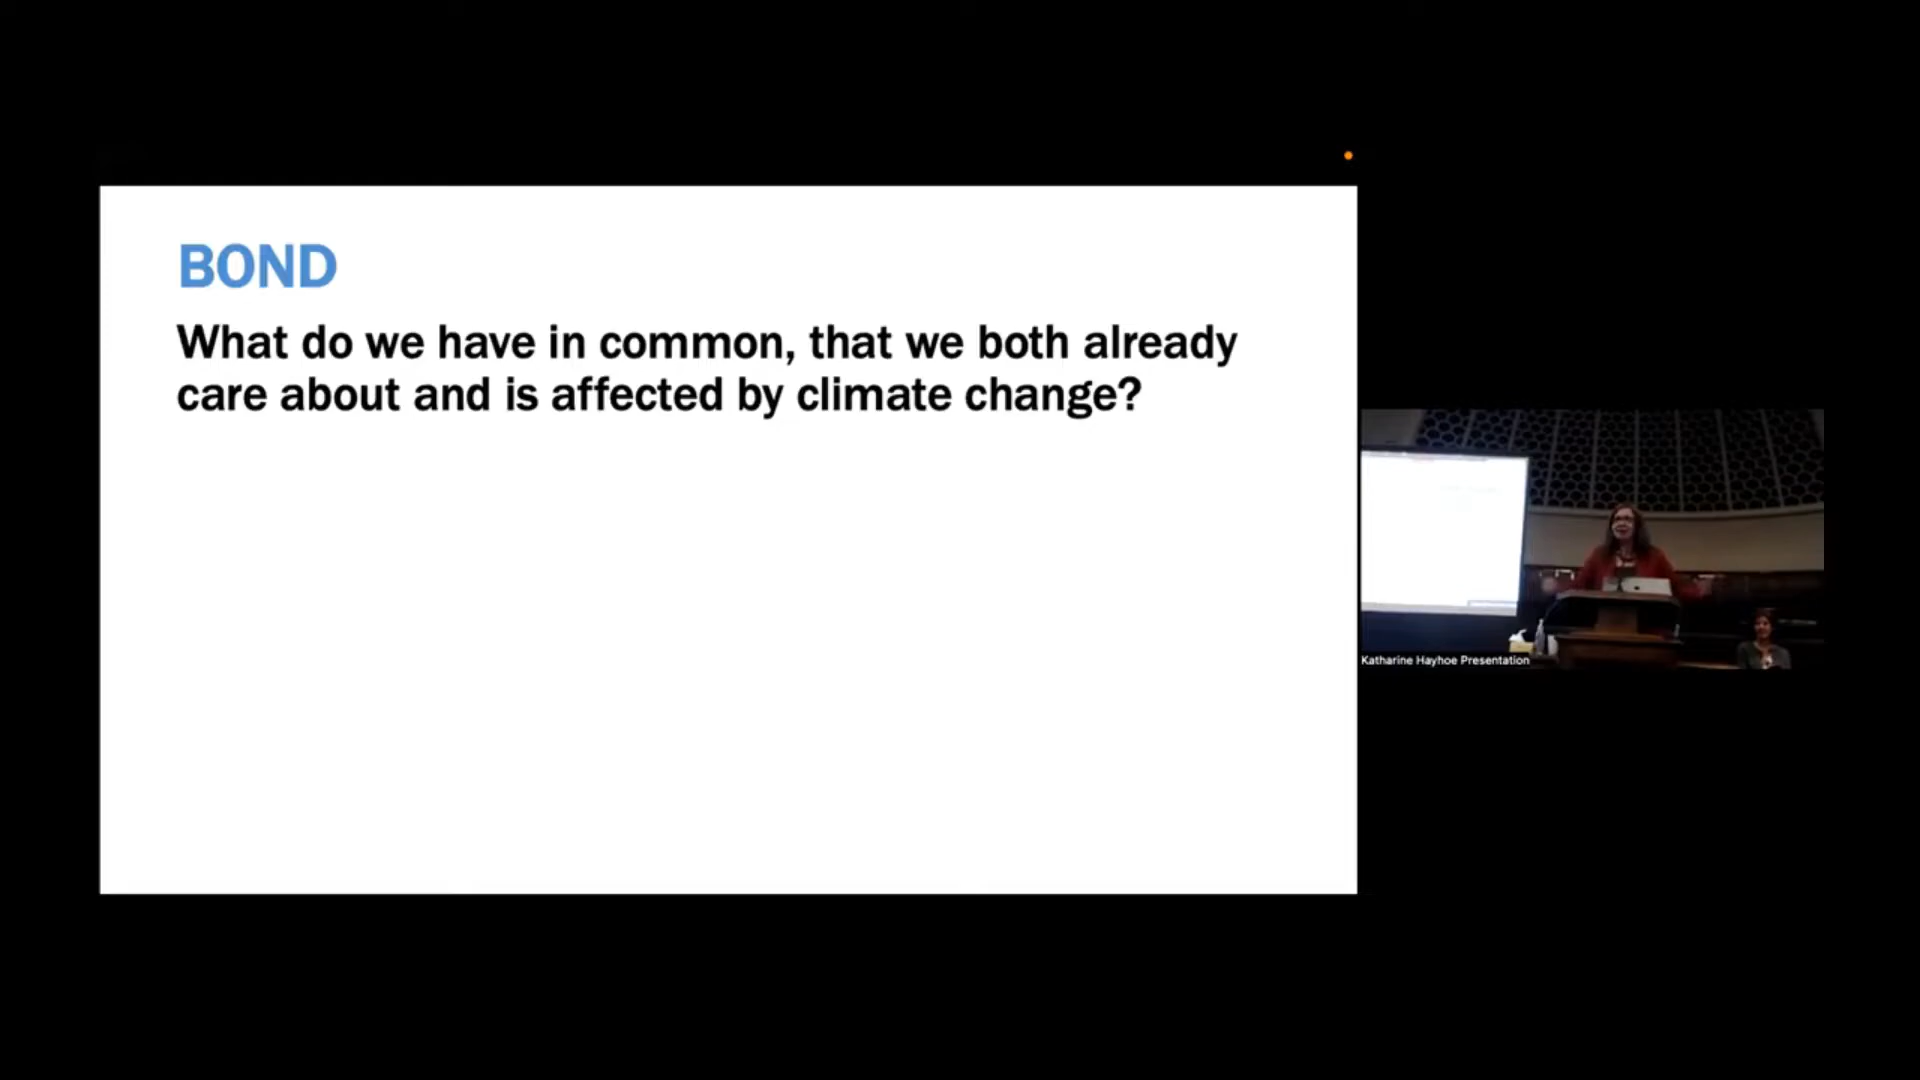 BOND
What do we have in common, that we both already
care about and is affected by climate change?
Katharine Hayhoe Presentation